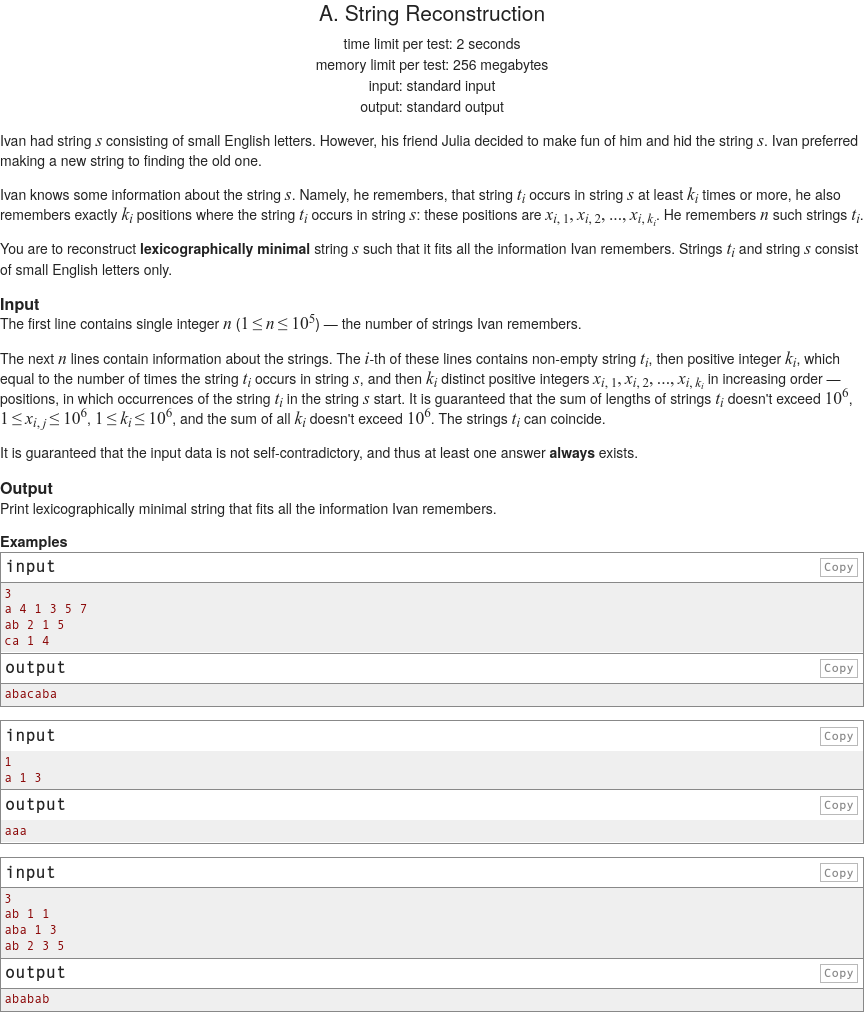 A. String Reconstruction
time limit per test: 2 seconds
memory limit per test: 256 megabytes
input: standard input
output: standard output
Ivan had string s consisting of small English letters. However, his friend Julia decided to make fun of him and hid the string s. Ivan preferred
making a new string to finding the old one.
Ivan knows some information about the string s. Namely, he remembers, that string t_i occurs in string s at least k_i times or more, he also
remembers exactly k_i positions where the string t_i occurs in string s: these positions are x_{i, 1}, x_{i, 2}, ..., x_{i, k_i}. He remembers n such strings t_i.
You are to reconstruct lexicographically minimal string s such that it fits all the information Ivan remembers. Strings t_i and string s consist
of small English letters only.
Input
The first line contains single integer n (1 ≤ n ≤ 10^5) — the number of strings Ivan remembers.
The next n lines contain information about the strings. The i-th of these lines contains non-empty string t_i, then positive integer k_i, which
equal to the number of times the string t_i occurs in string s, and then k_i distinct positive integers x_{i, 1}, x_{i, 2}, ..., x_{i, k_i} in increasing order —
positions, in which occurrences of the string t_i in the string s start. It is guaranteed that the sum of lengths of strings t_i doesn't exceed 10^6,
1 ≤ x_{i, j} ≤ 10^6, 1 ≤ k_i ≤ 10^6, and the sum of all k_i doesn't exceed 10^6. The strings t_i can coincide.
It is guaranteed that the input data is not self-contradictory, and thus at least one answer always exists.
Output
Print lexicographically minimal string that fits all the information Ivan remembers.
Examples
input Copy
3
a 4 1 3 5 7
ab 2 1 5
ca 1 4
output Copy
abacaba
input Copy
1
a 1 3
output Copy
aaa
input Copy
3
ab 1 1
aba 1 3
ab 2 3 5
output Copy
ababab